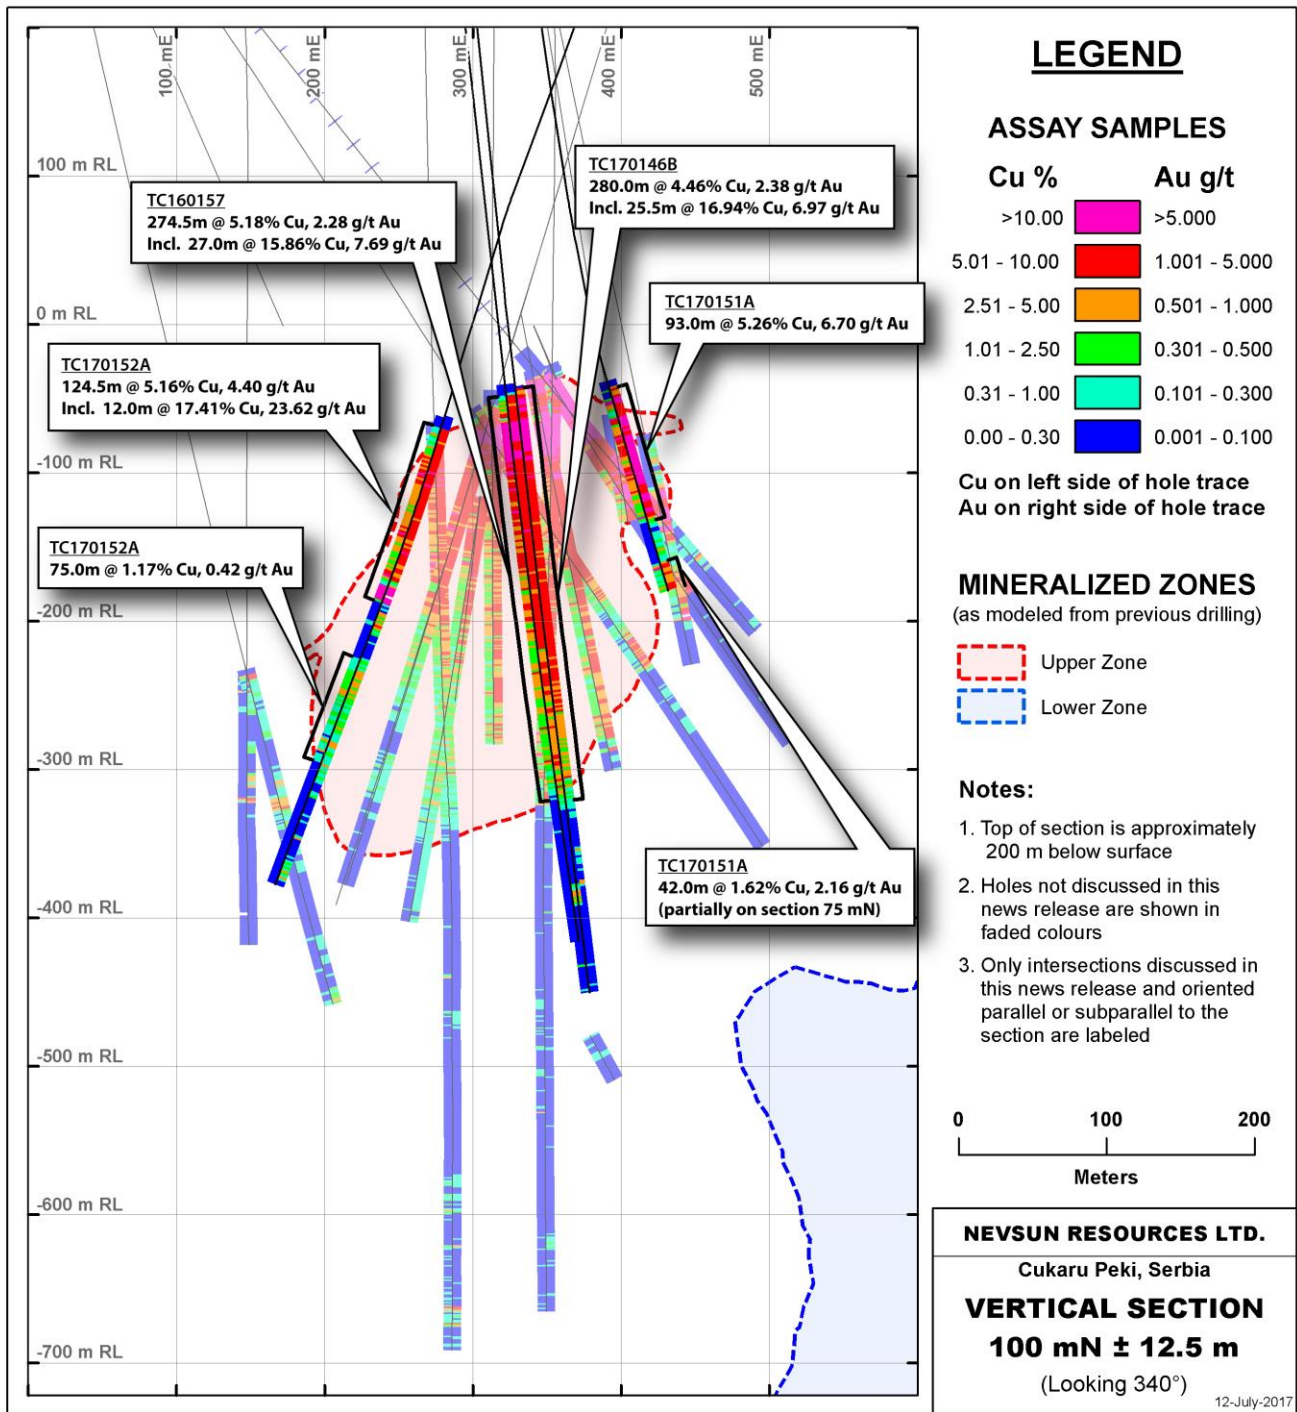 100 mE
200 mE
300 mE
400 mE
500 mE
100 m RL
0 m RL
-100 m RL
-200 m RL
-300 m RL
-400 m RL
-500 m RL
-600 m RL
-700 m RL
TC160157
274.5m @ 5.18% Cu, 2.28 g/t Au
Incl. 27.0m @ 15.86% Cu, 7.69 g/t Au
TC170146B
280.0m @ 4.46% Cu, 2.38 g/t Au
Incl. 25.5m @ 16.94% Cu, 6.97 g/t Au
TC170151A
93.0m @ 5.26% Cu, 6.70 g/t Au
TC170152A
124.5m @ 5.16% Cu, 4.40 g/t Au
Incl. 12.0m @ 17.41% Cu, 23.62 g/t Au
TC170152A
75.0m @ 1.17% Cu, 0.42 g/t Au
TC170151A
42.0m @ 1.62% Cu, 2.16 g/t Au
(partially on section 75 mN)
LEGEND
ASSAY SAMPLES
Cu % Au g/t
>10.00 >5.000
5.01 - 10.00 1.001 - 5.000
2.51 - 5.00 0.501 - 1.000
1.01 - 2.50 0.301 - 0.500
0.31 - 1.00 0.101 - 0.300
0.00 - 0.30 0.001 - 0.100
Cu on left side of hole trace
Au on right side of hole trace
MINERALIZED ZONES
(as modeled from previous drilling)
Upper Zone
Lower Zone
Notes:
1. Top of section is approximately
200 m below surface
2. Holes not discussed in this
news release are shown in
faded colours
3. Only intersections discussed in
this news release and oriented
parallel or subparallel to the
section are labeled
0 100 200
Meters
NEVSUN RESOURCES LTD.
Cukaru Peki, Serbia
VERTICAL SECTION
100 mN ± 12.5 m
(Looking 340°)
12-July-2017